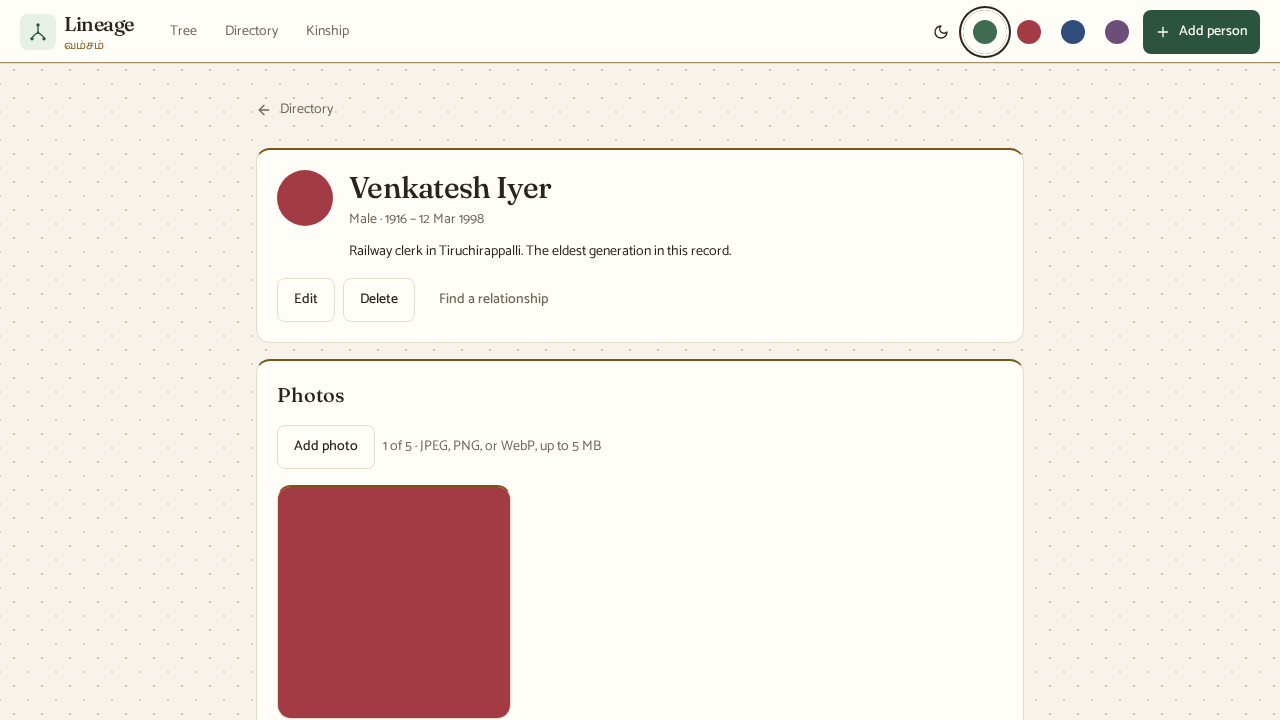 Lineage
வம்சம்
Tree
Directory
Kinship
Add person
Directory
Venkatesh Iyer
Male · 1916 – 12 Mar 1998
Railway clerk in Tiruchirappalli. The eldest generation in this record.
Edit
Delete
Find a relationship
Photos
Add photo
1 of 5 · JPEG, PNG, or WebP, up to 5 MB